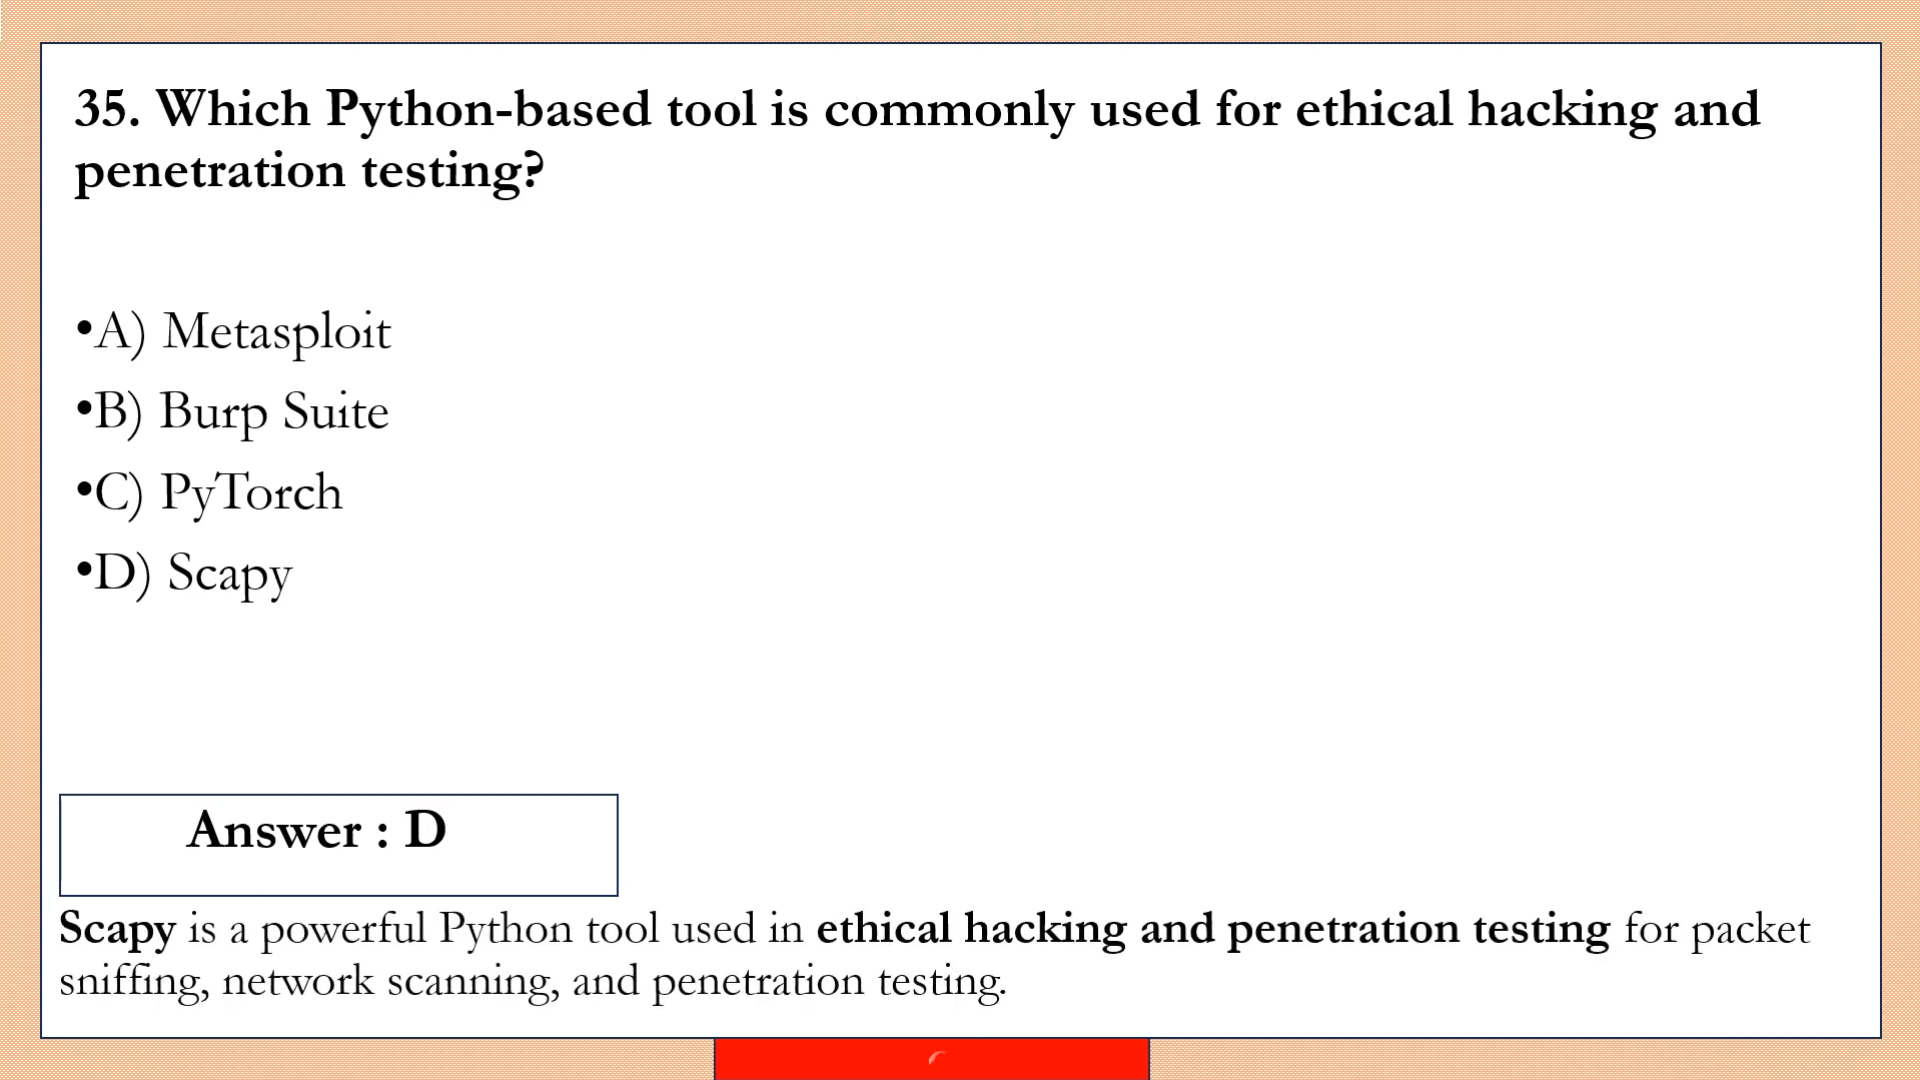 35. Which Python-based tool is commonly used for ethical hacking and
penetration testing?
•A) Metasploit
•B) Burp Suite
•C) PyTorch
•D) Scapy
Answer : D
Scapy is a powerful Python tool used in ethical hacking and penetration testing for packet
sniffing, network scanning, and penetration testing.